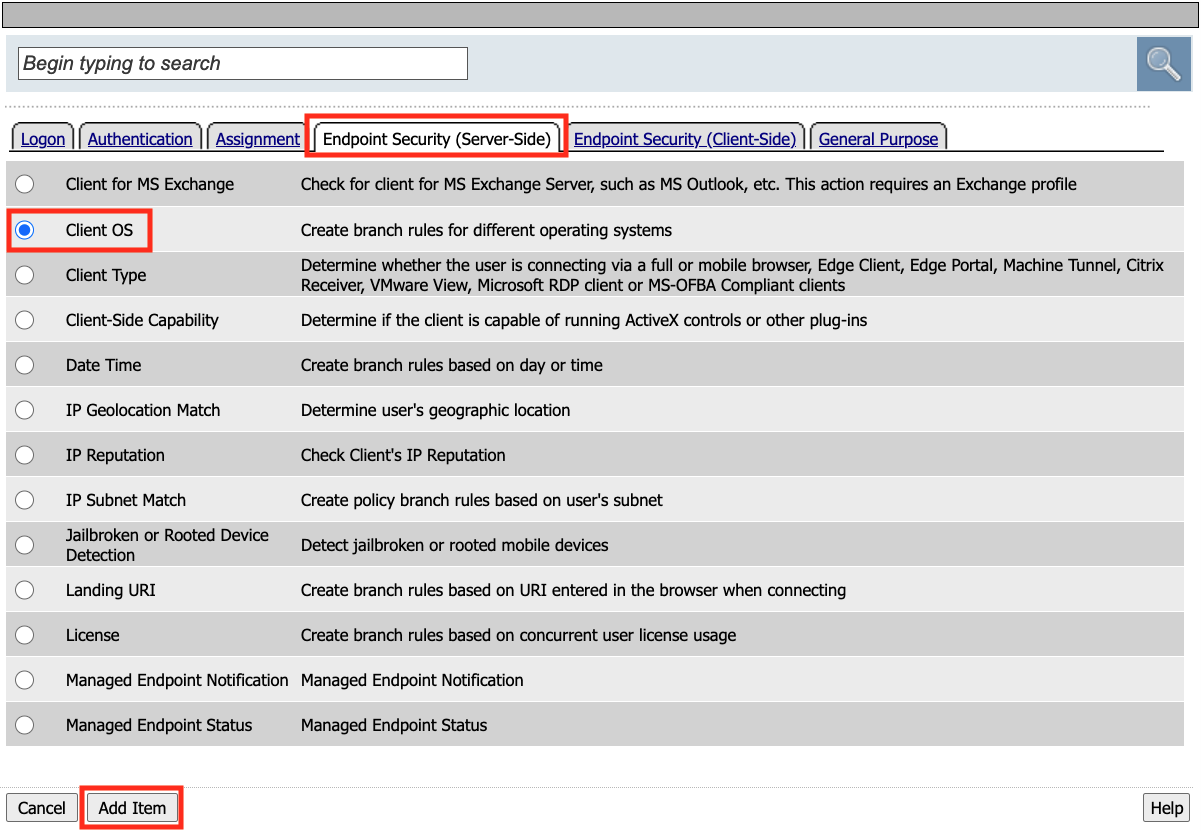 Begin typing to search
Logon Authentication Assignment Endpoint Security (Server-Side) Endpoint Security (Client-Side) General Purpose
Client for MS Exchange Check for client for MS Exchange Server, such as MS Outlook, etc. This action requires an Exchange profile
Client OS Create branch rules for different operating systems
Client Type Determine whether the user is connecting via a full or mobile browser, Edge Client, Edge Portal, Machine Tunnel, Citrix
Receiver, VMware View, Microsoft RDP client or MS-OFBA Compliant clients
Client-Side Capability Determine if the client is capable of running ActiveX controls or other plug-ins
Date Time Create branch rules based on day or time
IP Geolocation Match Determine user's geographic location
IP Reputation Check Client's IP Reputation
IP Subnet Match Create policy branch rules based on user's subnet
Jailbroken or Rooted Device
Detection Detect jailbroken or rooted mobile devices
Landing URI Create branch rules based on URI entered in the browser when connecting
License Create branch rules based on concurrent user license usage
Managed Endpoint Notification Managed Endpoint Notification
Managed Endpoint Status Managed Endpoint Status
Cancel Add Item Help